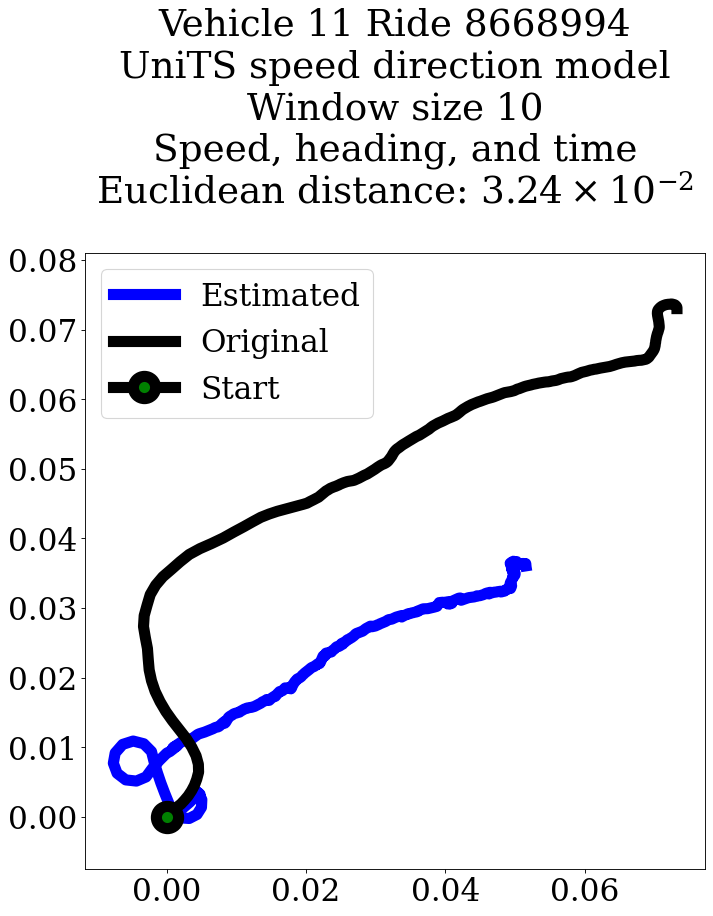 Vehicle 11 Ride 8668994
UniTS speed direction model
Window size 10
Speed, heading, and time
Euclidean distance: 3.24 × 10⁻²
0.08
0.07
0.06
0.05
0.04
0.03
0.02
0.01
0.00
Estimated
Original
Start
0.00 0.02 0.04 0.06